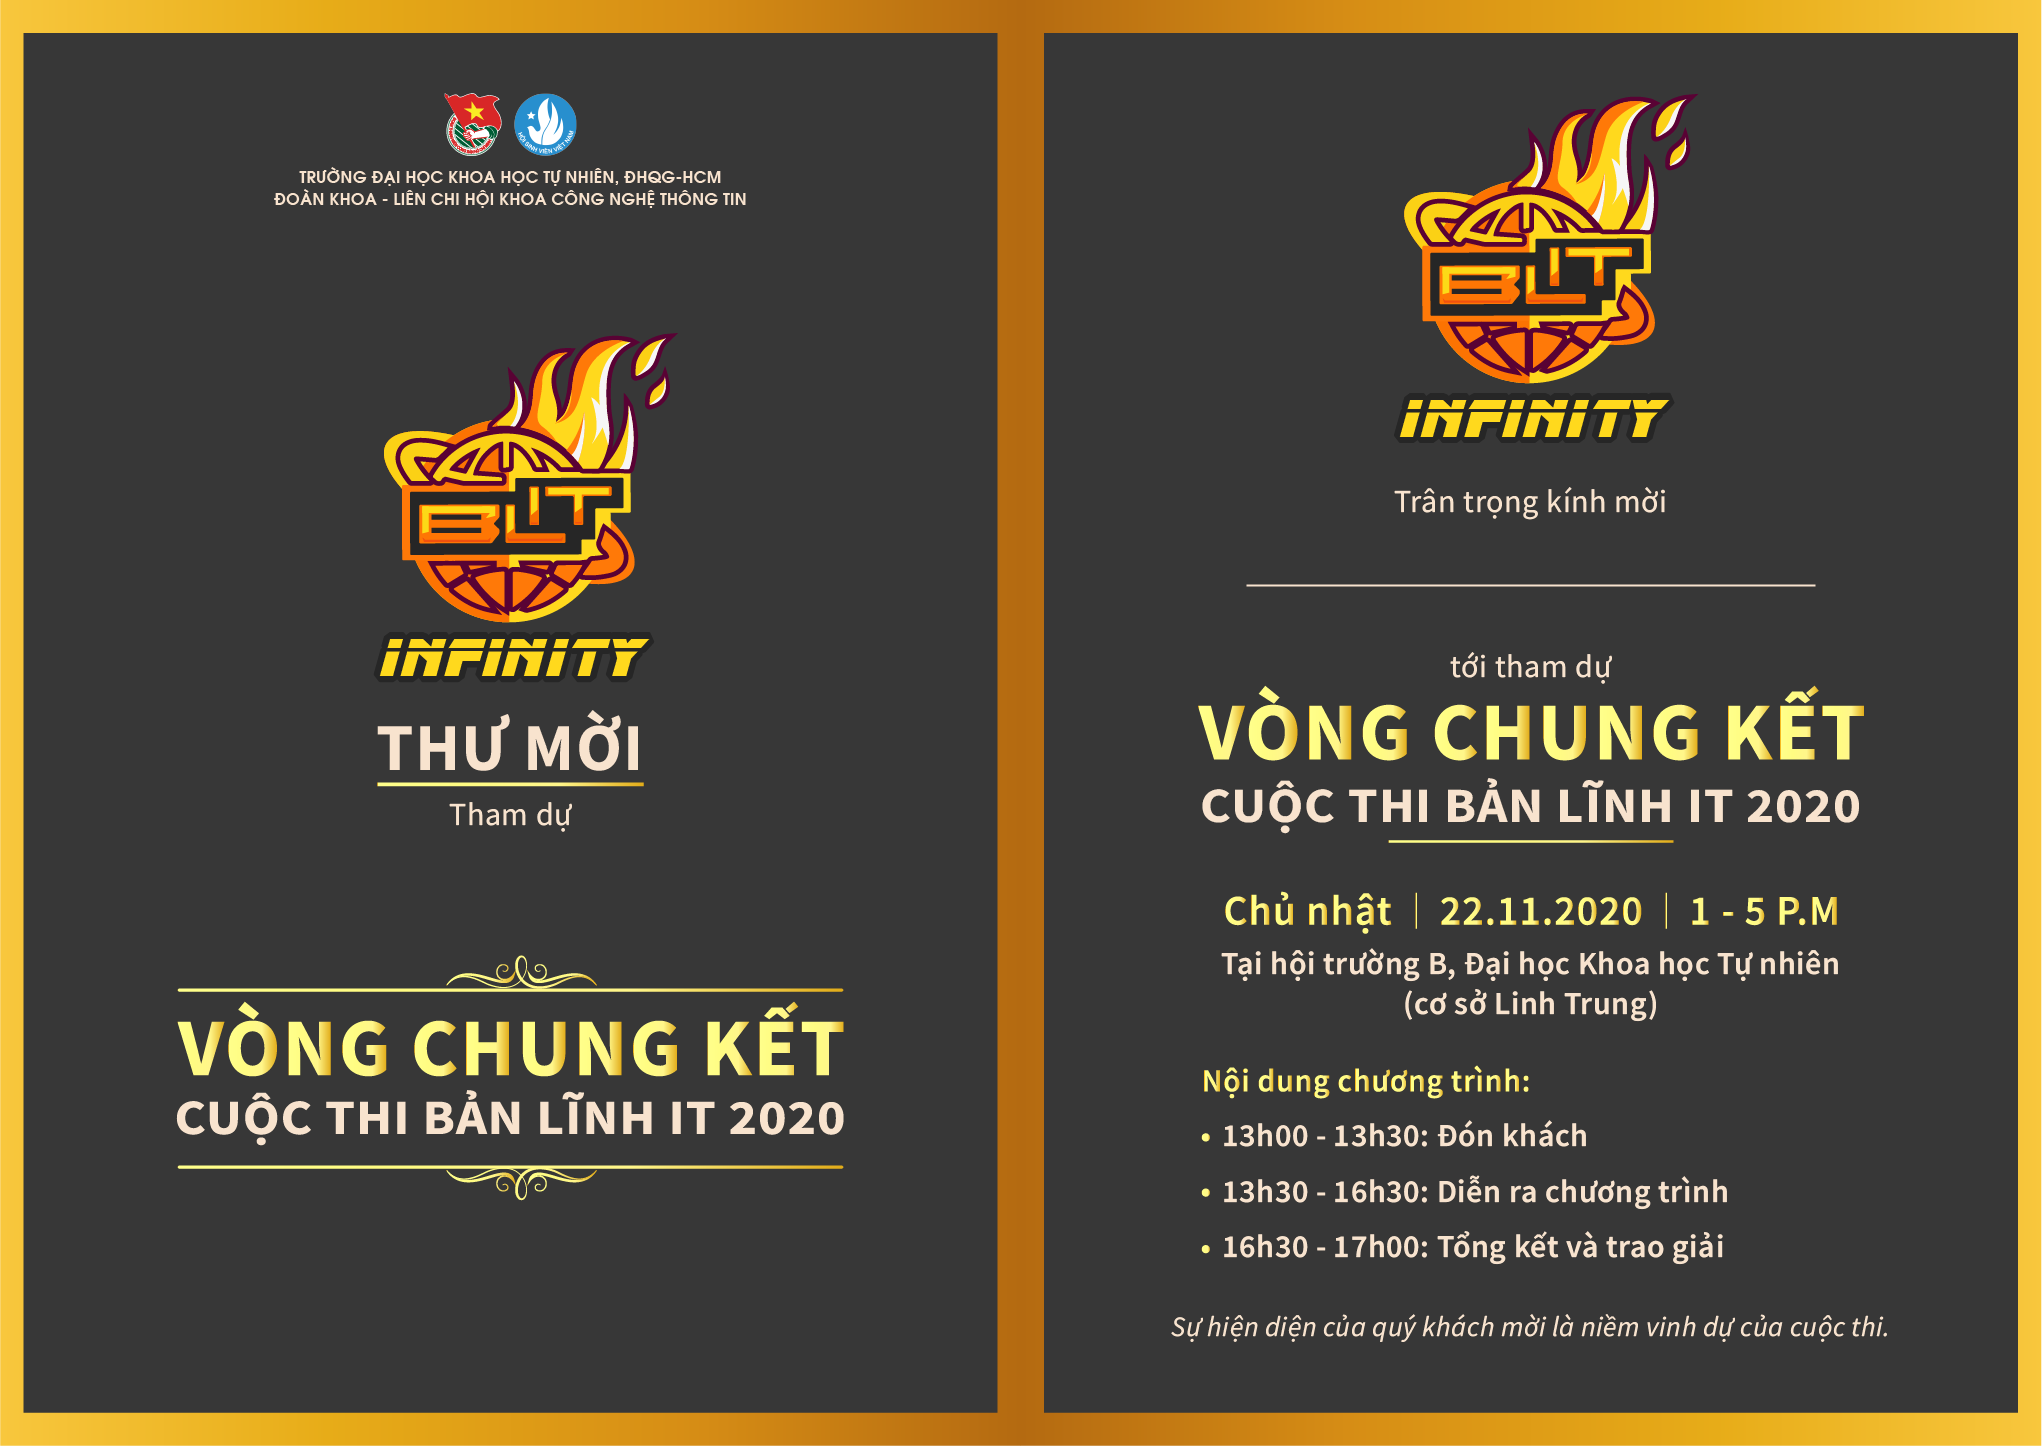 HỘI SINH VIÊN VIỆT NAM
TRƯỜNG ĐẠI HỌC KHOA HỌC TỰ NHIÊN, ĐHQG-HCM
ĐOÀN KHOA - LIÊN CHI HỘI KHOA CÔNG NGHỆ THÔNG TIN
BLIT
INFINITY
THƯ MỜI
Tham dự
VÒNG CHUNG KẾT
CUỘC THI BẢN LĨNH IT 2020
BLIT
INFINITY
Trân trọng kính mời
tới tham dự
VÒNG CHUNG KẾT
CUỘC THI BẢN LĨNH IT 2020
Chủ nhật | 22.11.2020 | 1 - 5 P.M
Tại hội trường B, Đại học Khoa học Tự nhiên
(cơ sở Linh Trung)
Nội dung chương trình:
• 13h00 - 13h30: Đón khách
• 13h30 - 16h30: Diễn ra chương trình
• 16h30 - 17h00: Tổng kết và trao giải
Sự hiện diện của quý khách mời là niềm vinh dự của cuộc thi.